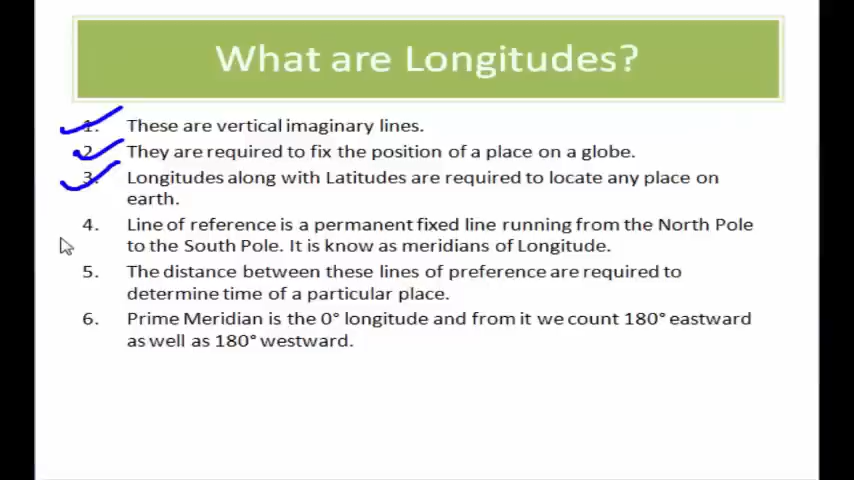 What are Longitudes?
1. These are vertical imaginary lines.
2. They are required to fix the position of a place on a globe.
3. Longitudes along with Latitudes are required to locate any place on
earth.
4. Line of reference is a permanent fixed line running from the North Pole
to the South Pole. It is know as meridians of Longitude.
5. The distance between these lines of preference are required to
determine time of a particular place.
6. Prime Meridian is the 0° longitude and from it we count 180° eastward
as well as 180° westward.